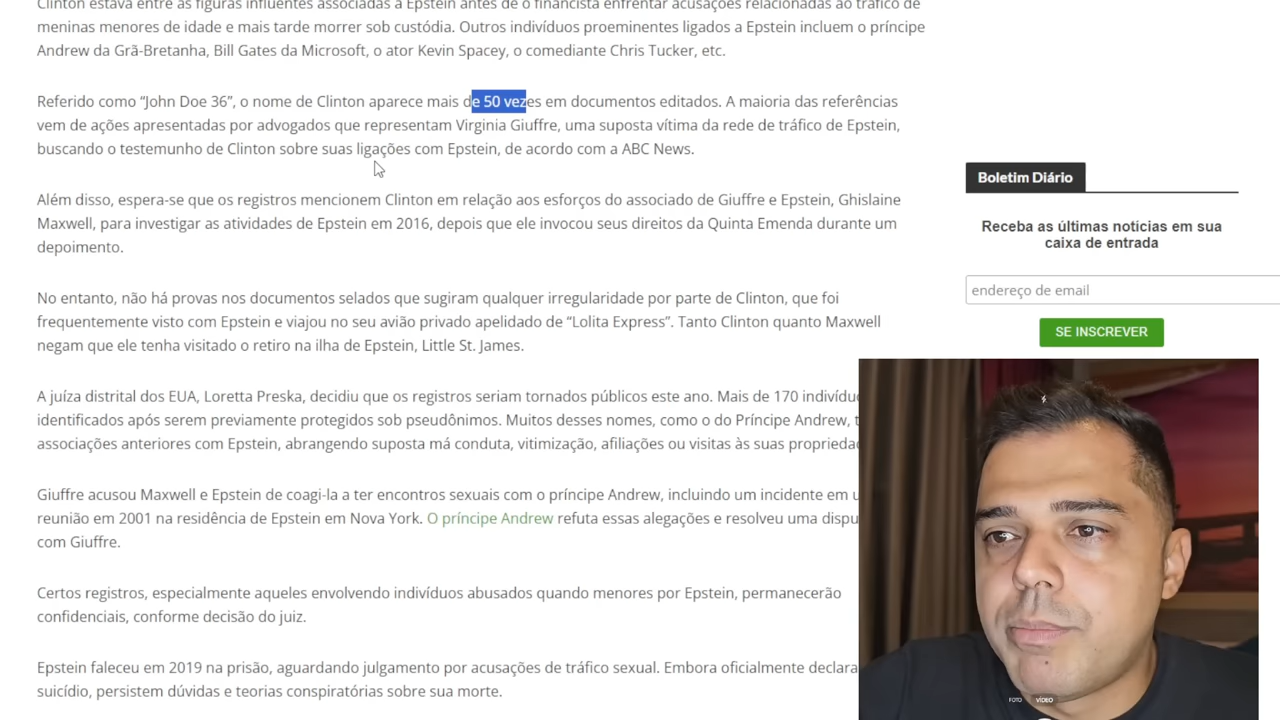 Clinton estava entre as figuras influentes associadas a Epstein antes de o financista enfrentar acusações relacionadas ao tráfico de
meninas menores de idade e mais tarde morrer sob custódia. Outros indivíduos proeminentes ligados a Epstein incluem o príncipe
Andrew da Grã-Bretanha, Bill Gates da Microsoft, o ator Kevin Spacey, o comediante Chris Tucker, etc.
Referido como “John Doe 36”, o nome de Clinton aparece mais de 50 vezes em documentos editados. A maioria das referências
vem de ações apresentadas por advogados que representam Virginia Giuffre, uma suposta vítima da rede de tráfico de Epstein,
buscando o testemunho de Clinton sobre suas ligações com Epstein, de acordo com a ABC News.
Além disso, espera-se que os registros mencionem Clinton em relação aos esforços do associado de Giuffre e Epstein, Ghislaine
Maxwell, para investigar as atividades de Epstein em 2016, depois que ele invocou seus direitos da Quinta Emenda durante um
depoimento.
No entanto, não há provas nos documentos selados que sugiram qualquer irregularidade por parte de Clinton, que foi
frequentemente visto com Epstein e viajou no seu avião privado apelidado de “Lolita Express”. Tanto Clinton quanto Maxwell
negam que ele tenha visitado o retiro na ilha de Epstein, Little St. James.
A juíza distrital dos EUA, Loretta Preska, decidiu que os registros seriam tornados públicos este ano. Mais de 170
identificados após serem previamente protegidos sob pseudônimos. Muitos desses nomes, como o do Príncipe Andrew,
associações anteriores com Epstein, abrangendo suposta má conduta, vitimização, afiliações ou visitas às suas
Giuffre acusou Maxwell e Epstein de coagi-la a ter encontros sexuais com o príncipe Andrew, incluindo um incidente em
reunião em 2001 na residência de Epstein em Nova York. O príncipe Andrew refuta essas alegações e resolveu uma
com Giuffre.
Certos registros, especialmente aqueles envolvendo indivíduos abusados quando menores por Epstein, permanecerão
confidenciais, conforme decisão do juiz.
Epstein faleceu em 2019 na prisão, aguardando julgamento por acusações de tráfico sexual. Embora oficialmente
suicídio, persistem dúvidas e teorias conspiratórias sobre sua morte.
Boletim Diário
Receba as últimas noticias em sua
caixa de entrada
endereço de email
SE INSCREVER
FOTO VÍDEO